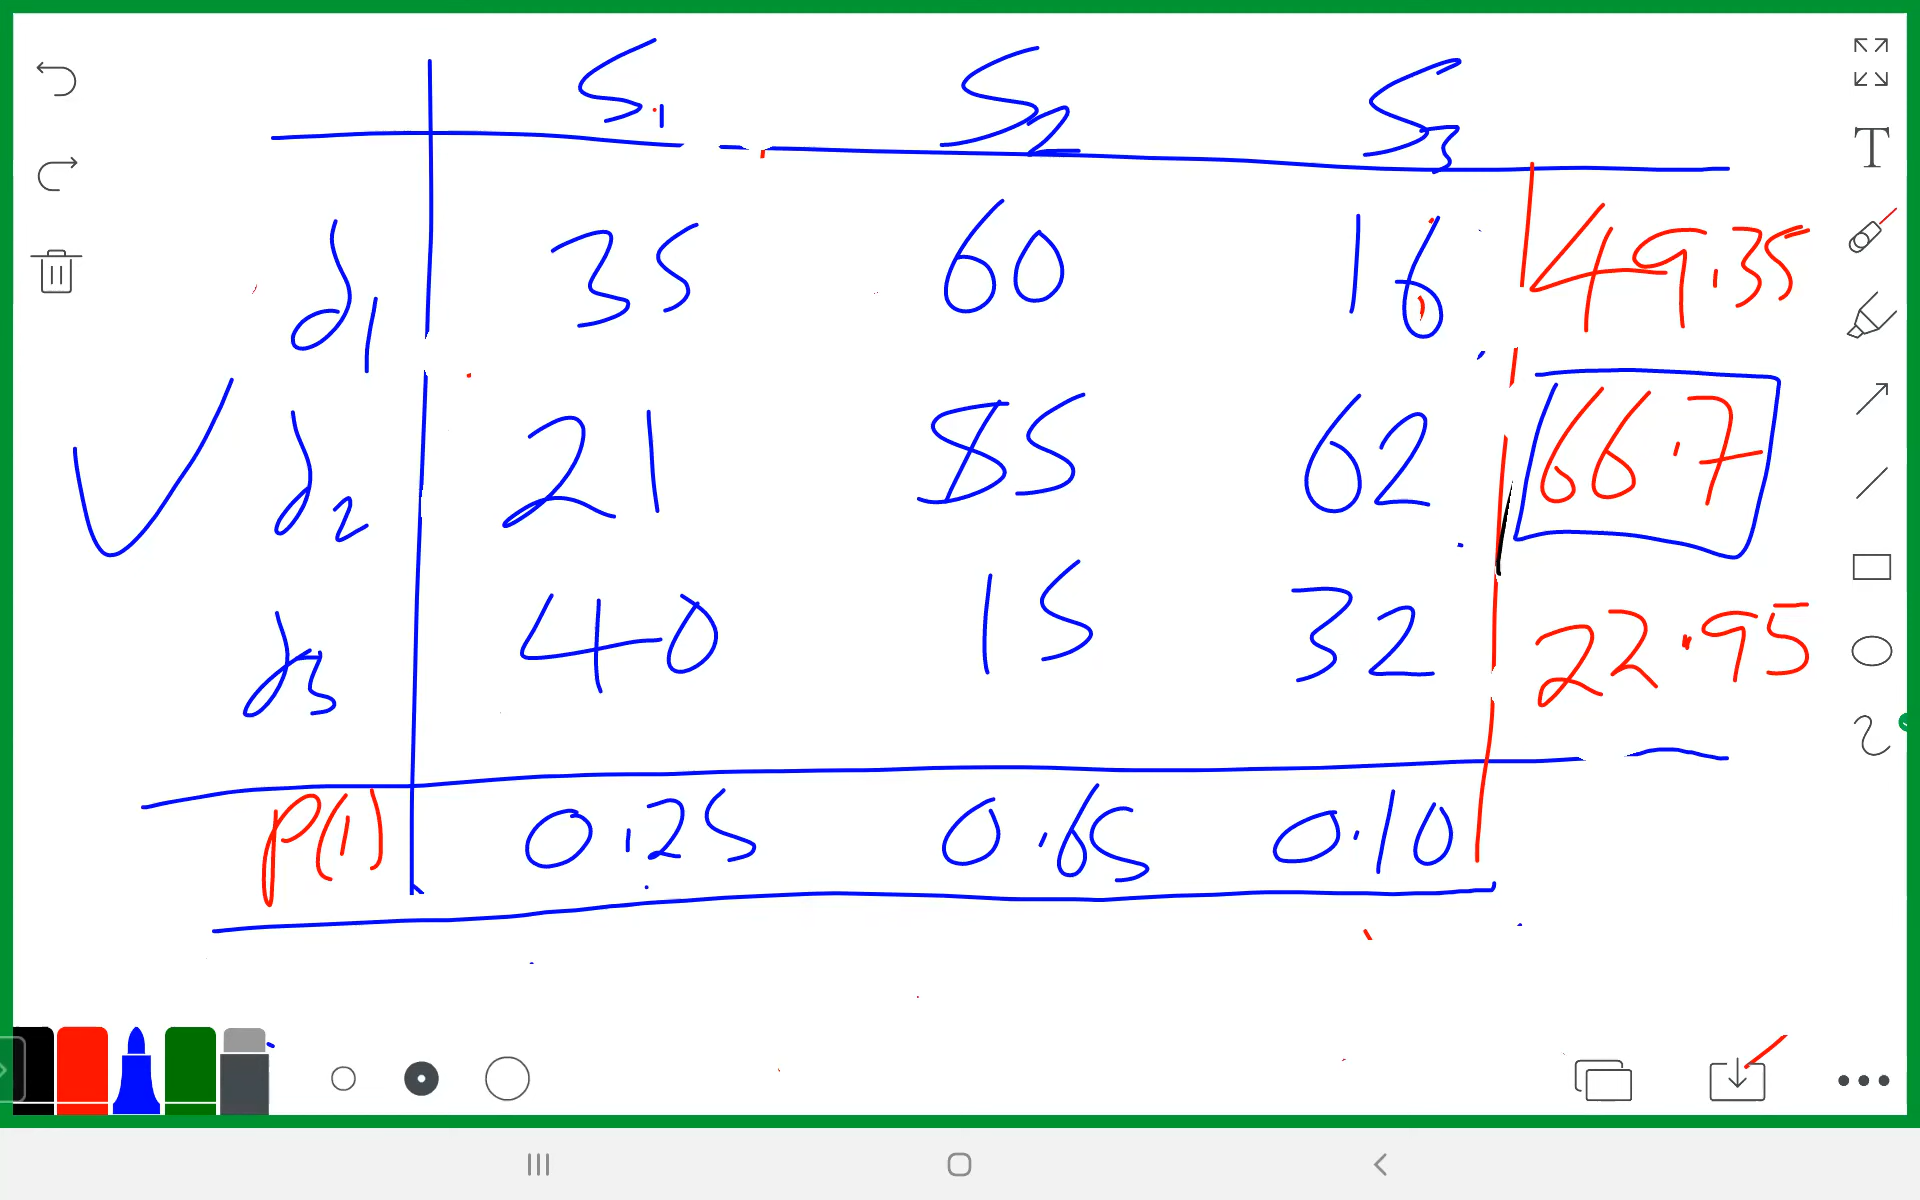 S1 S2 S3
d1 35 60 16 49.35
d2 21 85 62 66.7
d3 40 15 32 22.95
P(1) 0.25 0.65 0.10
T